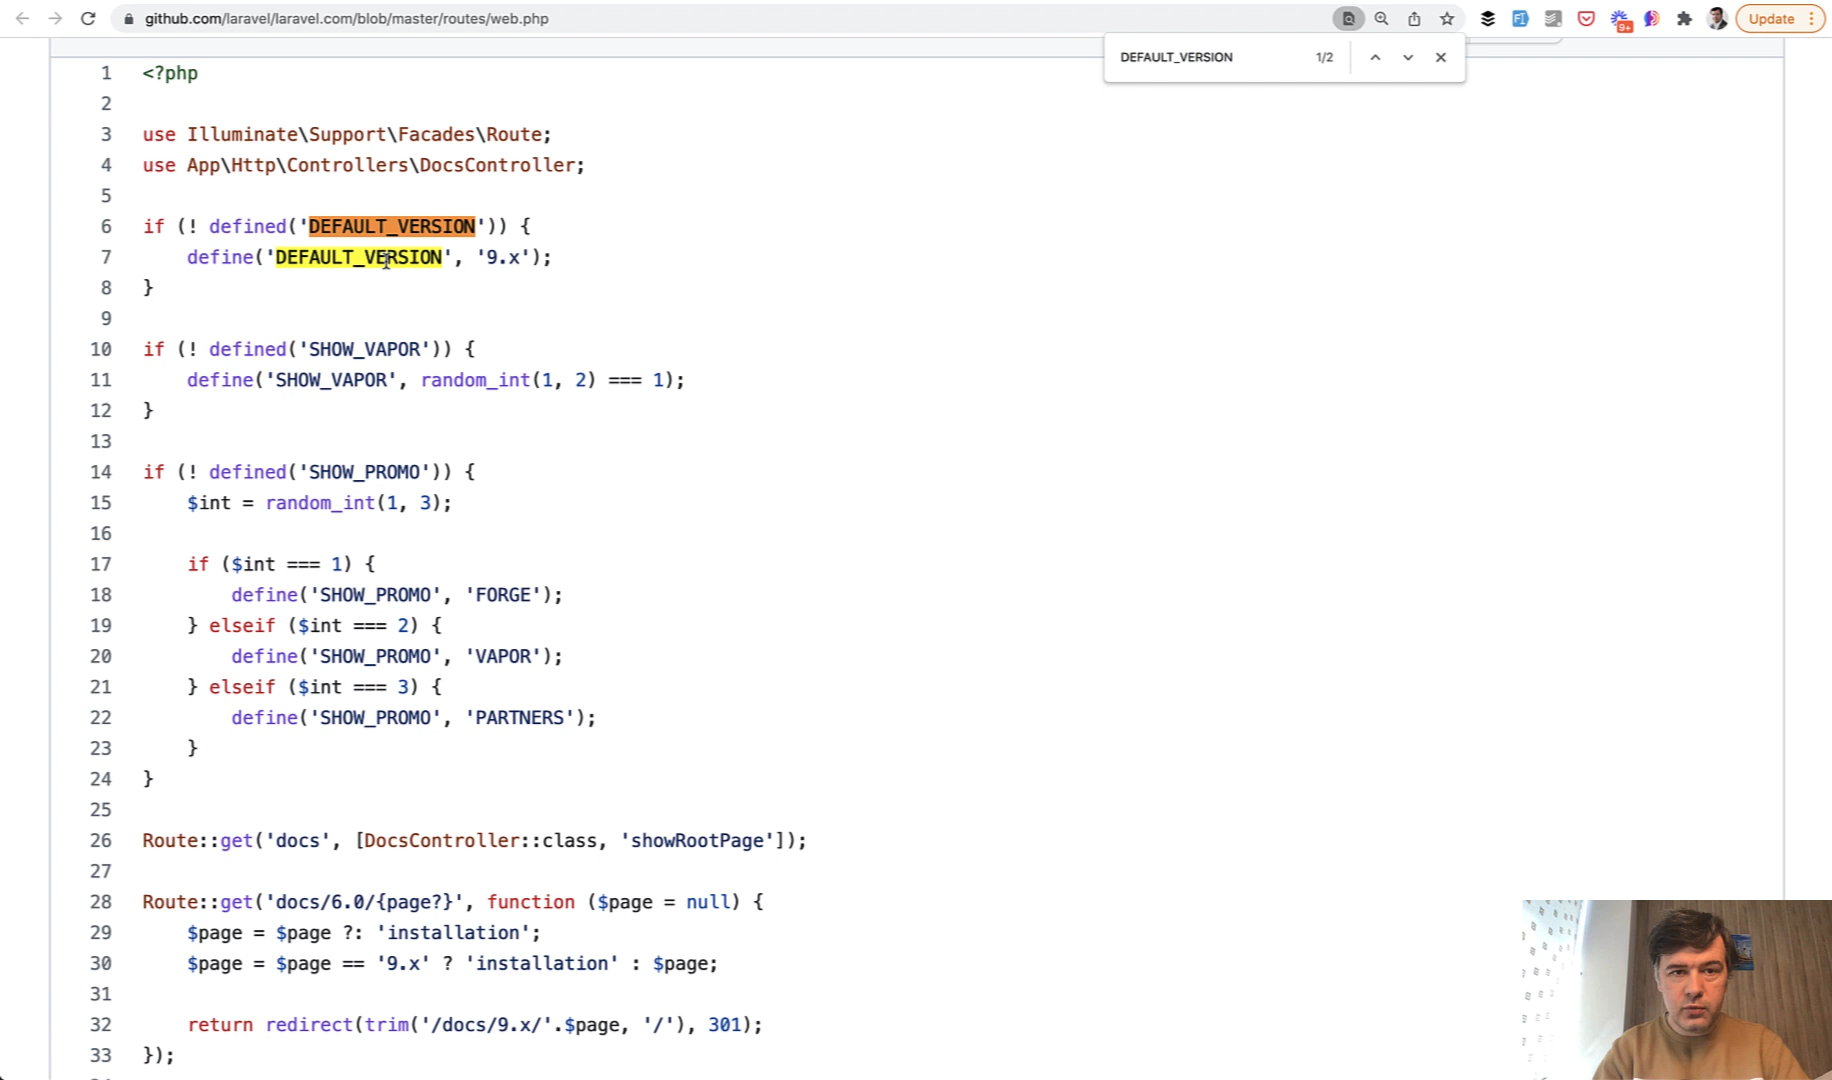 github.com/laravel/laravel.com/blob/master/routes/web.php
Update
9+
DEFAULT_VERSION 1/2
1 <?php
2
3 use Illuminate\Support\Facades\Route;
4 use App\Http\Controllers\DocsController;
5
6 if (! defined('DEFAULT_VERSION')) {
7 define('DEFAULT_VERSION', '9.x');
8 }
9
10 if (! defined('SHOW_VAPOR')) {
11 define('SHOW_VAPOR', random_int(1, 2) === 1);
12 }
13
14 if (! defined('SHOW_PROMO')) {
15 $int = random_int(1, 3);
16
17 if ($int === 1) {
18 define('SHOW_PROMO', 'FORGE');
19 } elseif ($int === 2) {
20 define('SHOW_PROMO', 'VAPOR');
21 } elseif ($int === 3) {
22 define('SHOW_PROMO', 'PARTNERS');
23 }
24 }
25
26 Route::get('docs', [DocsController::class, 'showRootPage']);
27
28 Route::get('docs/6.0/{page?}', function ($page = null) {
29 $page = $page ?: 'installation';
30 $page = $page == '9.x' ? 'installation' : $page;
31
32 return redirect(trim('/docs/9.x/'.$page, '/'), 301);
33 });